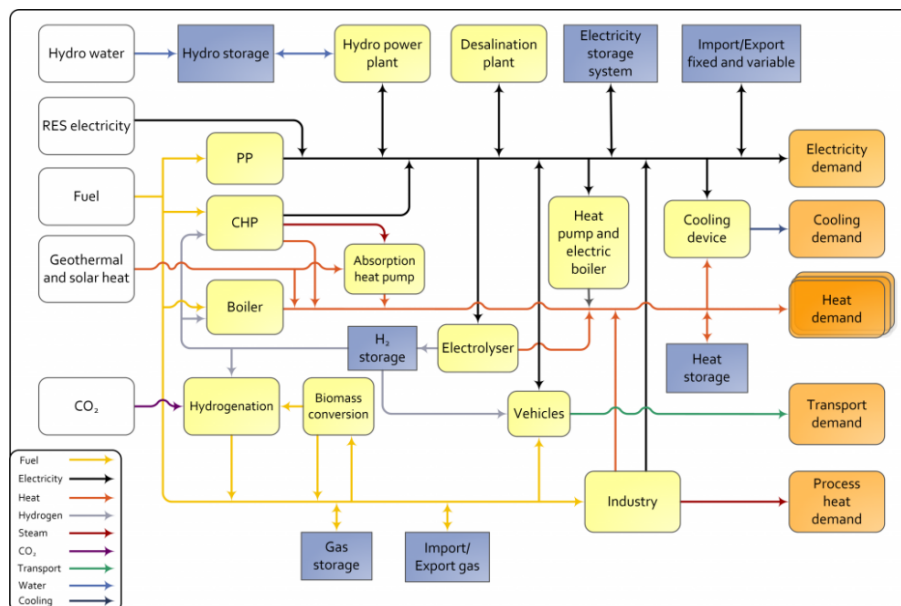 Hydro water
Hydro storage
Hydro power
plant
Desalination
plant
Electricity
storage
system
Import/Export
fixed and variable
RES electricity
PP
Electricity
demand
Fuel
CHP
Heat
pump and
electric
boiler
Cooling
device
Cooling
demand
Geothermal
and solar heat
Absorption
heat pump
Boiler
Heat
demand
H₂
storage
Electrolyser
Heat
storage
CO₂
Hydrogenation
Biomass
conversion
Vehicles
Transport
demand
Fuel
Electricity
Heat
Hydrogen
Steam
CO₂
Transport
Water
Cooling
Industry
Process
heat
demand
Gas
storage
Import/
Export gas